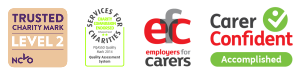 TRUSTED
CHARITY MARK
LEVEL 2
NCVO
SERVICES FOR
CHARITIES
Quality Assessment
System
efc
employers for
carers
Carer
Confident
Accomplished